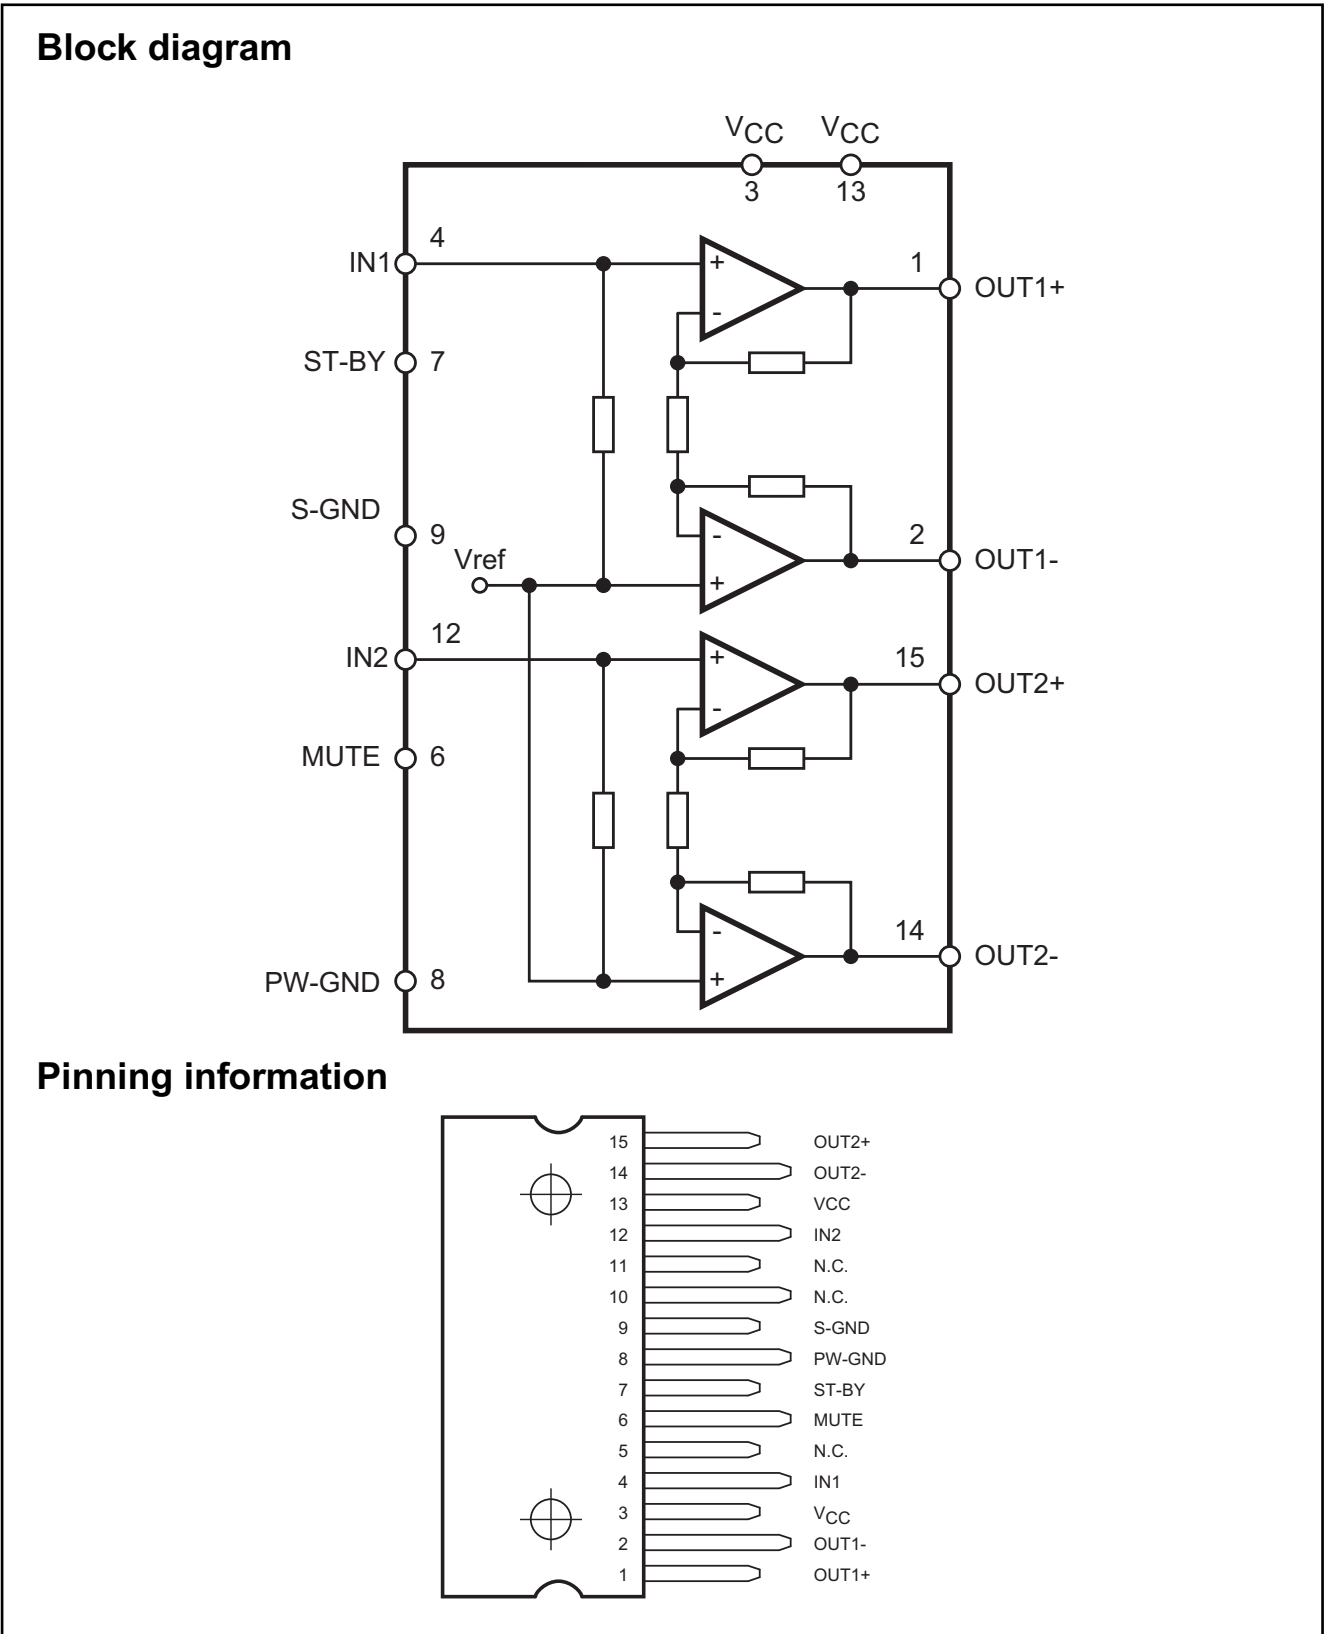 Block diagram
VCC VCC
3 13
4
IN1
+
-
1
OUT1+
ST-BY 7
S-GND
9
Vref
-
+
2
OUT1-
12
IN2
+
-
15
OUT2+
MUTE 6
-
+
14
OUT2-
PW-GND 8
Pinning information
15 OUT2+
14 OUT2-
13 VCC
12 IN2
11 N.C.
10 N.C.
9 S-GND
8 PW-GND
7 ST-BY
6 MUTE
5 N.C.
4 IN1
3 VCC
2 OUT1-
1 OUT1+